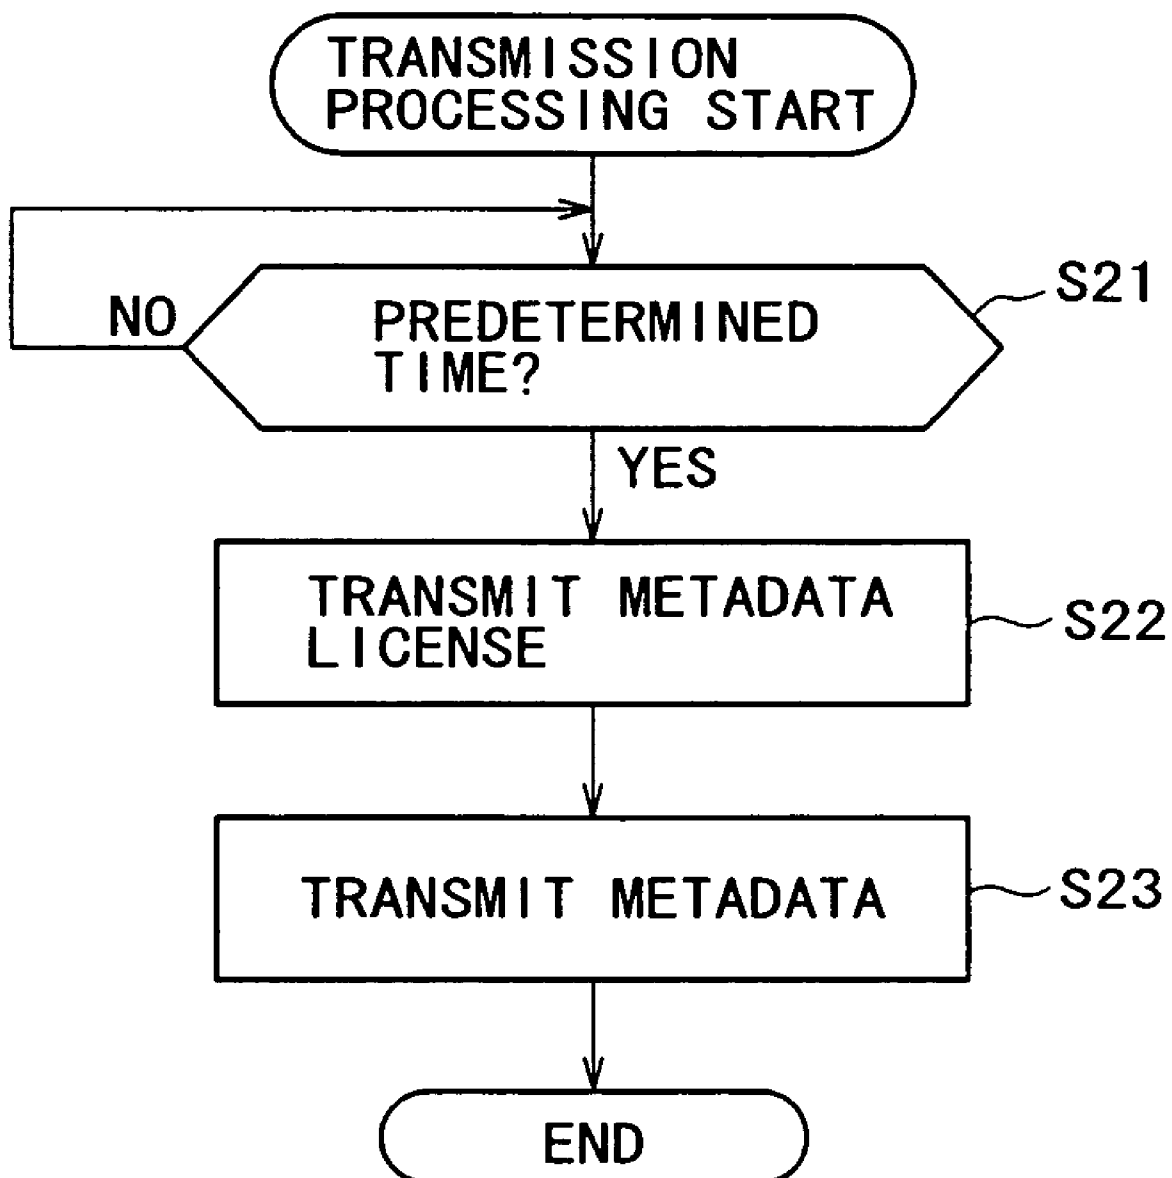 TRANSMISSION
PROCESSING START
NO
PREDETERMINED
TIME?
S21
YES
TRANSMIT METADATA
LICENSE
S22
TRANSMIT METADATA
S23
END